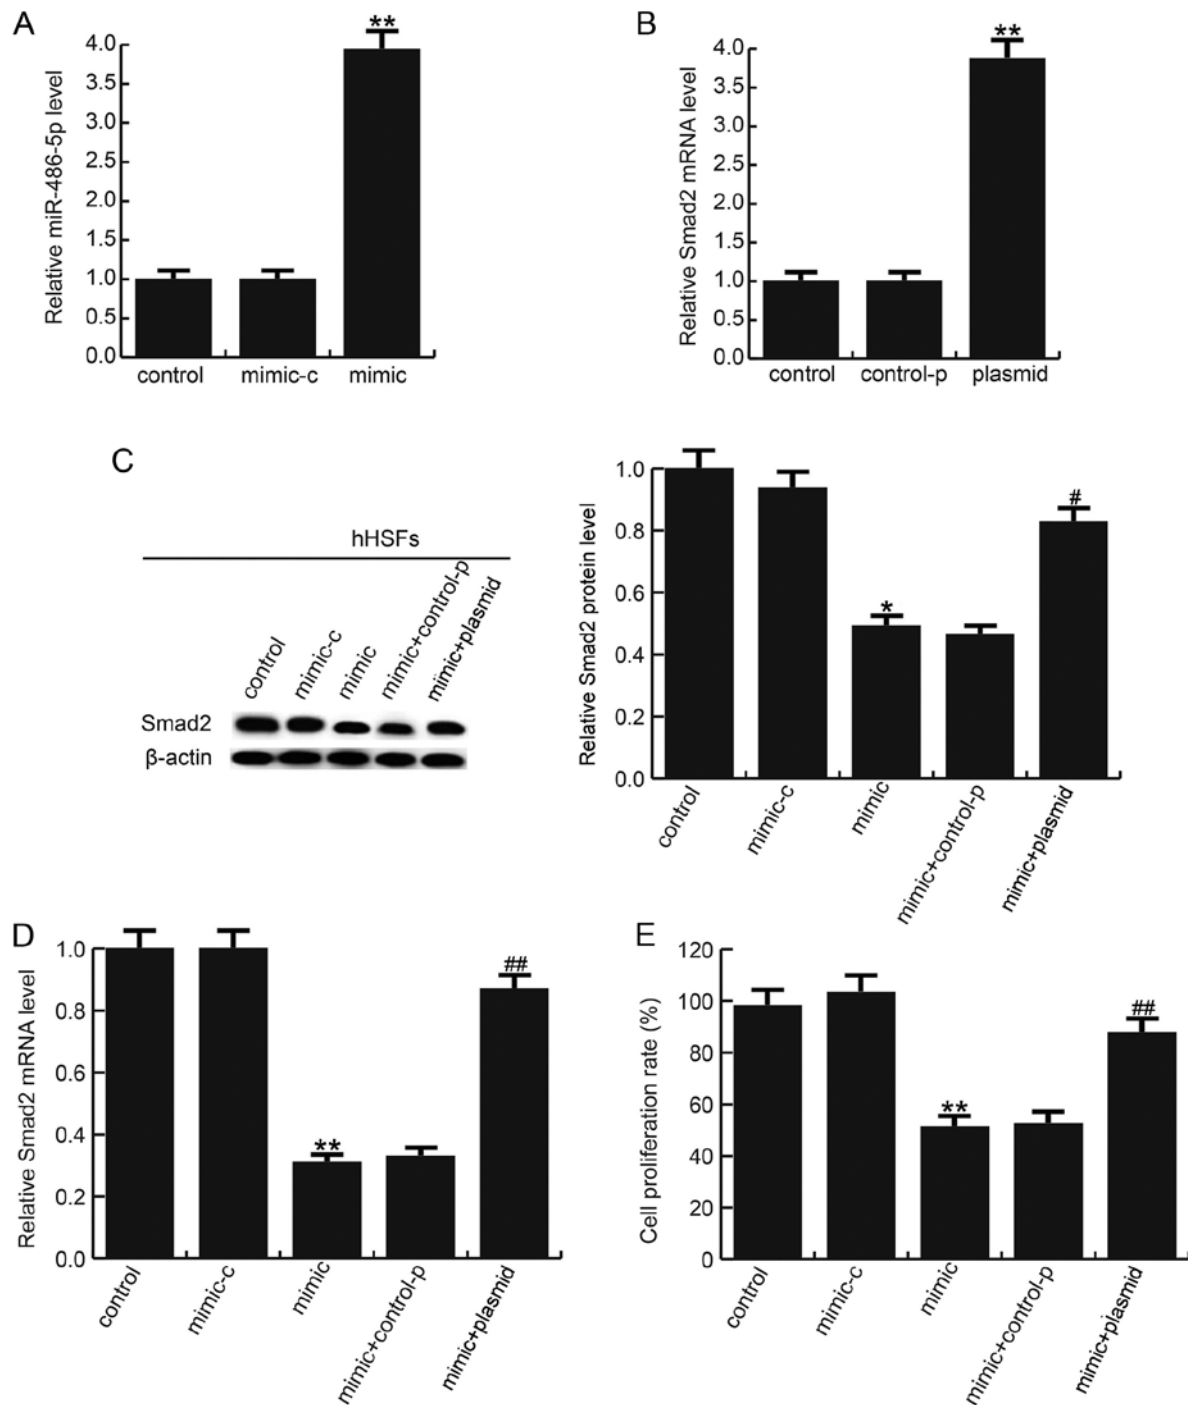 A
Relative miR-486-5p level
4.0
3.5
3.0
2.5
2.0
1.5
1.0
0.5
0.0
**
control mimic-c mimic
B
Relative Smad2 mRNA level
4.0
3.5
3.0
2.5
2.0
1.5
1.0
0.5
0.0
**
control control-p plasmid
C
hHSFs
control mimic-c mimic mimic+control-p mimic+plasmid
Smad2
β-actin
Relative Smad2 protein level
1.0
0.8
0.6
0.4
0.2
0.0
*
#
control mimic-c mimic mimic+control-p mimic+plasmid
D
Relative Smad2 mRNA level
1.0
0.8
0.6
0.4
0.2
0.0
**
##
control mimic-c mimic mimic+control-p mimic+plasmid
E
Cell proliferation rate (%)
120
100
80
60
40
20
0
**
##
control mimic-c mimic mimic+control-p mimic+plasmid